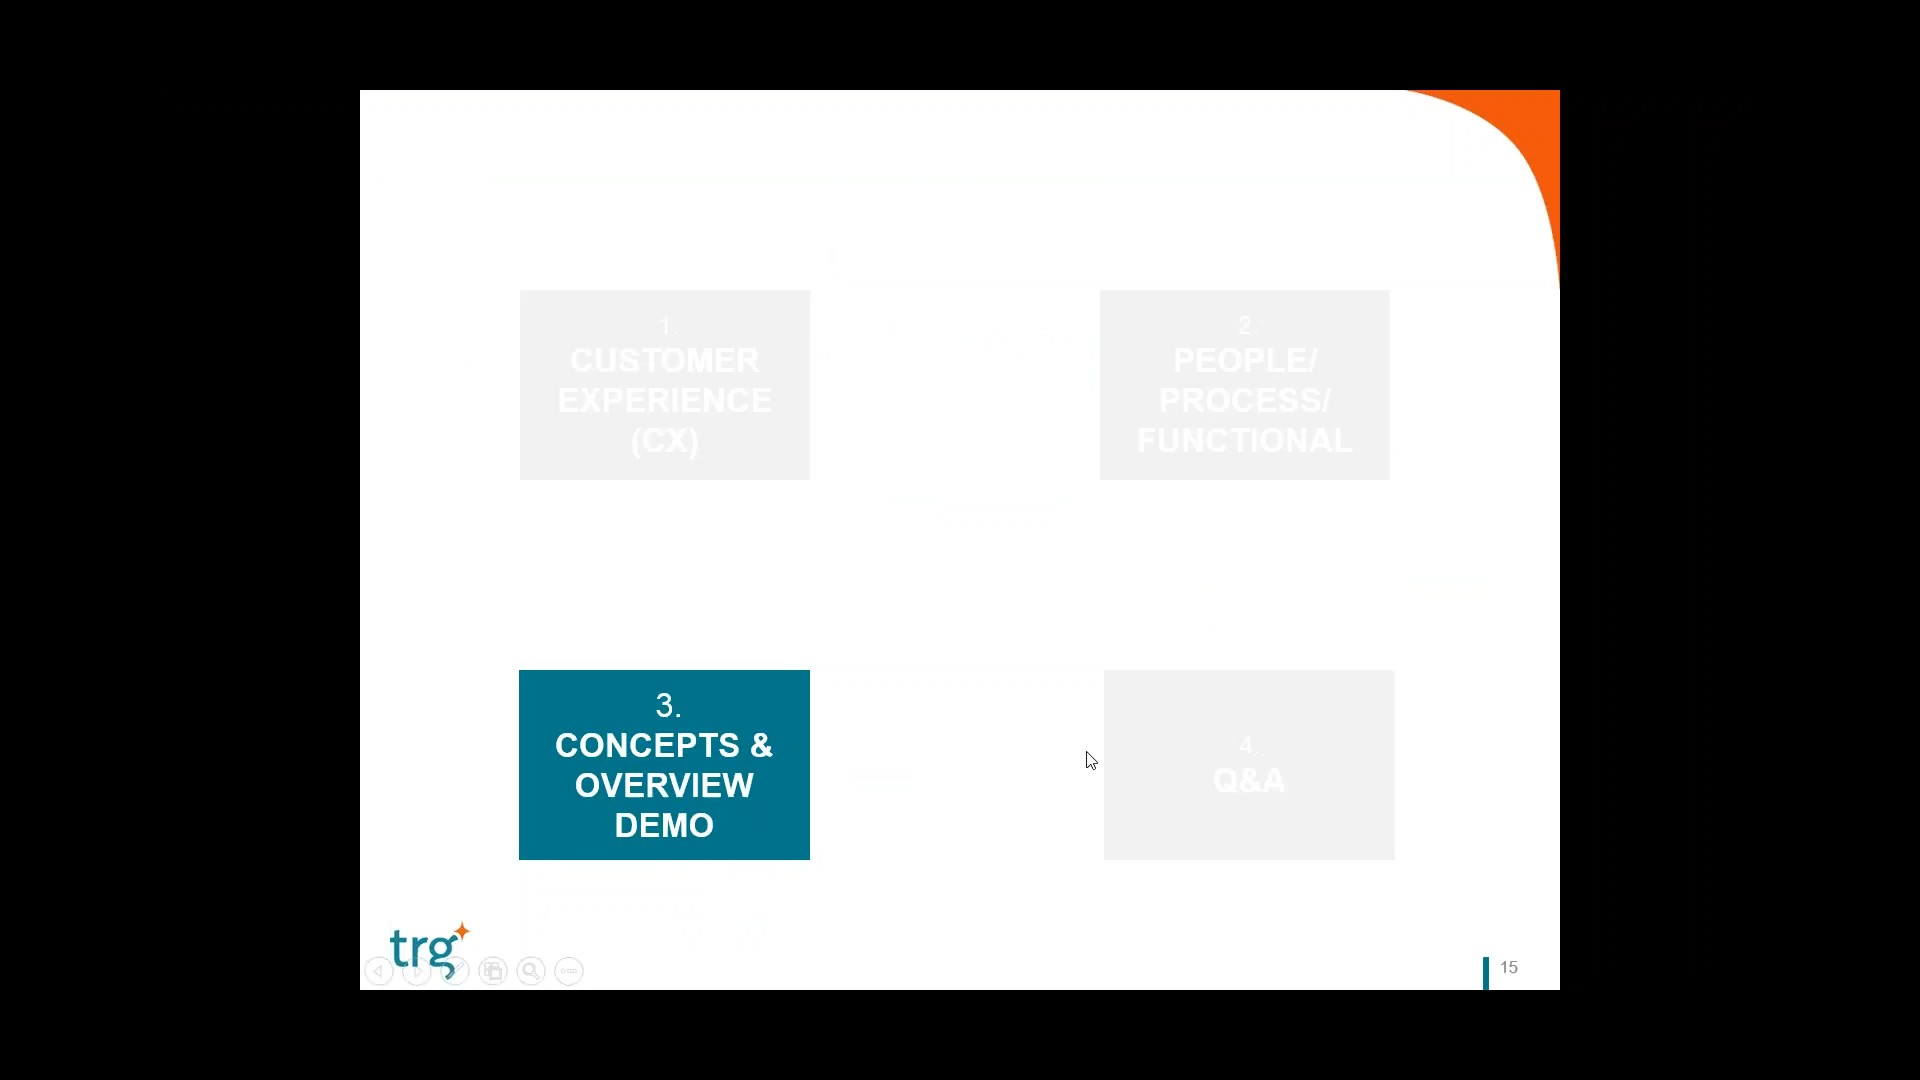 1.
CUSTOMER
EXPERIENCE
(CX)
2.
PEOPLE/
PROCESS/
FUNCTIONAL
3.
CONCEPTS &
OVERVIEW
DEMO
4.
Q&A
trg
15